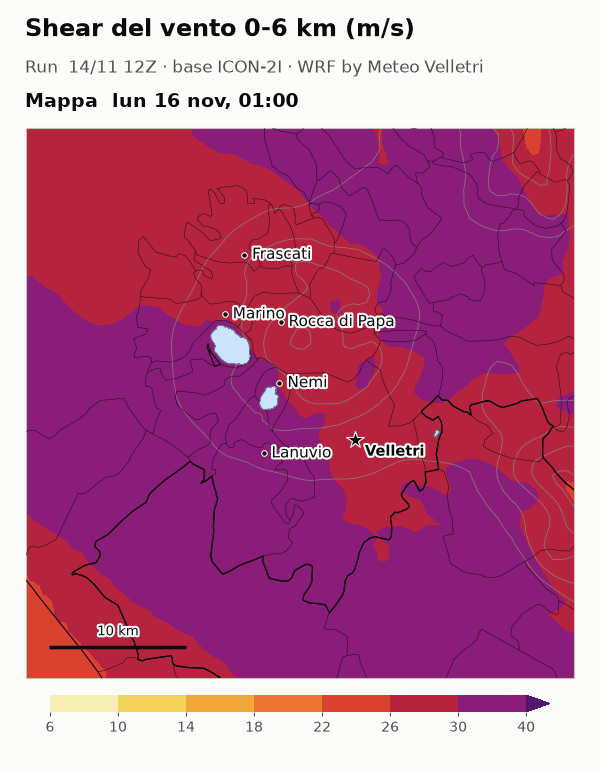 Shear del vento 0-6 km (m/s)
Run  14/11 12Z · base ICON-2I · WRF by Meteo Velletri
Mappa  lun 16 nov, 01:00
Frascati
Marino
Rocca di Papa
Nemi
Velletri
Lanuvio
10 km
6 10 14 18 22 26 30 40